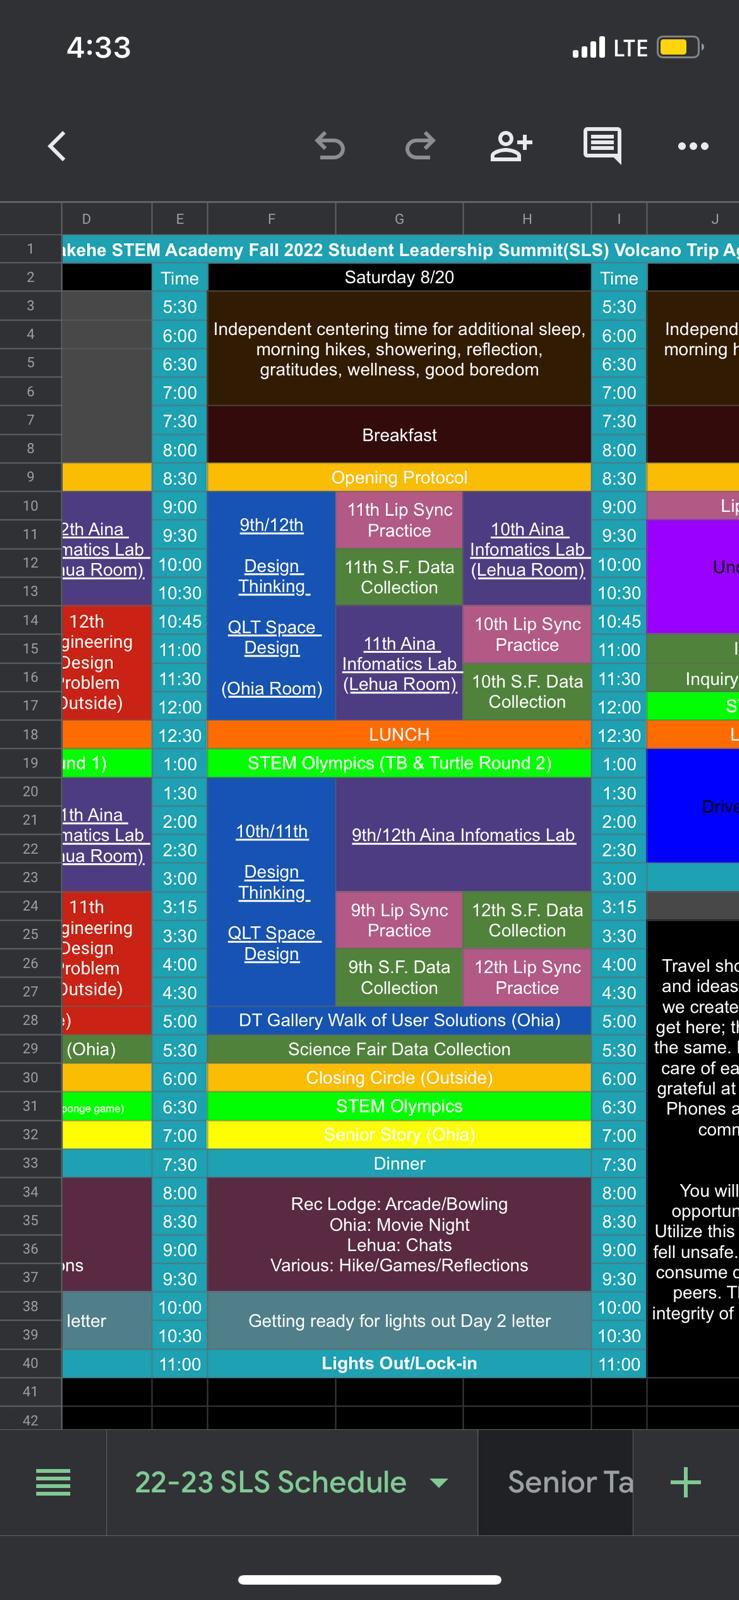 4:33
LTE
D E F G H I J
1 akehe STEM Academy Fall 2022 Student Leadership Summit(SLS) Volcano Trip Ag
2 Time Saturday 8/20 Time
3 5:30 5:30
4 6:00 Independent centering time for additional sleep, 6:00 Independ
morning hikes, showering, reflection, morning h
5 6:30 gratitudes, wellness, good boredom 6:30
6 7:00 7:00
7 7:30 7:30
Breakfast
8 8:00 8:00
9 8:30 Opening Protocol 8:30
10 9:00 9:00 Lip
11 9:30 9:30
12 10:00 10:00
13 10:30 10:30
2th Aina
matics Lab
hua Room)
9th/12th
Design
Thinking
QLT Space
Design
(Ohia Room)
11th Lip Sync
Practice
11th S.F. Data
Collection
10th Aina
Infomatics Lab
(Lehua Room)
Und
14 10:45 10:45
15 11:00 11:00 I
16 11:30 11:30 Inquiry
17 12:00 12:00 S
12th
gineering
Design
Problem
Outside)
11th Aina
Infomatics Lab
(Lehua Room)
10th Lip Sync
Practice
10th S.F. Data
Collection
18 12:30 LUNCH 12:30 L
19 nd 1) 1:00 STEM Olympics (TB & Turtle Round 2) 1:00
20 1:30 1:30
21 2:00 2:00 Drive
22 2:30 2:30
23 3:00 3:00
1th Aina
matics Lab
ua Room)
10th/11th
Design
Thinking
QLT Space
Design
9th/12th Aina Infomatics Lab
24 3:15 3:15
25 3:30 3:30
26 4:00 4:00
27 4:30 4:30
11th
gineering
Design
Problem
Outside)
9th Lip Sync
Practice
9th S.F. Data
Collection
12th S.F. Data
Collection
12th Lip Sync
Practice
28 e) 5:00 DT Gallery Walk of User Solutions (Ohia) 5:00
29 (Ohia) 5:30 Science Fair Data Collection 5:30
30 6:00 Closing Circle (Outside) 6:00
31 ponge game) 6:30 STEM Olympics 6:30
32 7:00 Senior Story (Ohia) 7:00
33 7:30 Dinner 7:30
Travel sho
and ideas
we create
get here; th
the same.
care of ea
grateful at
Phones a
comm
34 8:00 8:00
35 8:30 8:30
36 9:00 9:00
37 ons 9:30 9:30
Rec Lodge: Arcade/Bowling
Ohia: Movie Night
Lehua: Chats
Various: Hike/Games/Reflections
38 10:00 10:00
letter Getting ready for lights out Day 2 letter
39 10:30 10:30
40 11:00 Lights Out/Lock-in 11:00
You will
opportun
Utilize this
fell unsafe.
consume d
peers. Th
integrity of
41
42
22-23 SLS Schedule
Senior Ta